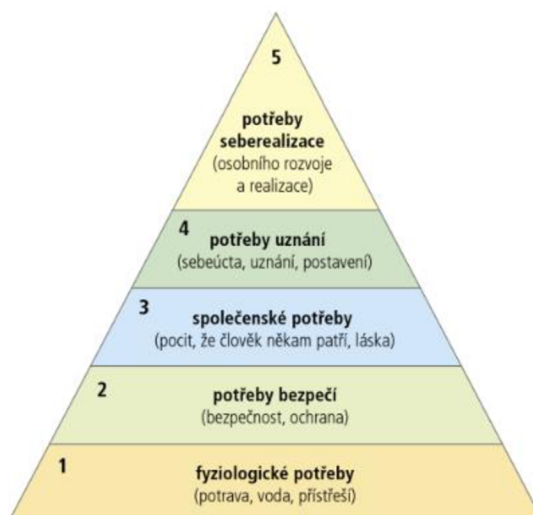 5
potřeby
seberealizace
(osobního rozvoje
a realizace)
4
potřeby uznání
(sebeúcta, uznání, postavení)
3
společenské potřeby
(pocit, že člověk někam patří, láska)
2
potřeby bezpečí
(bezpečnost, ochrana)
1
fyziologické potřeby
(potrava, voda, přístřeší)